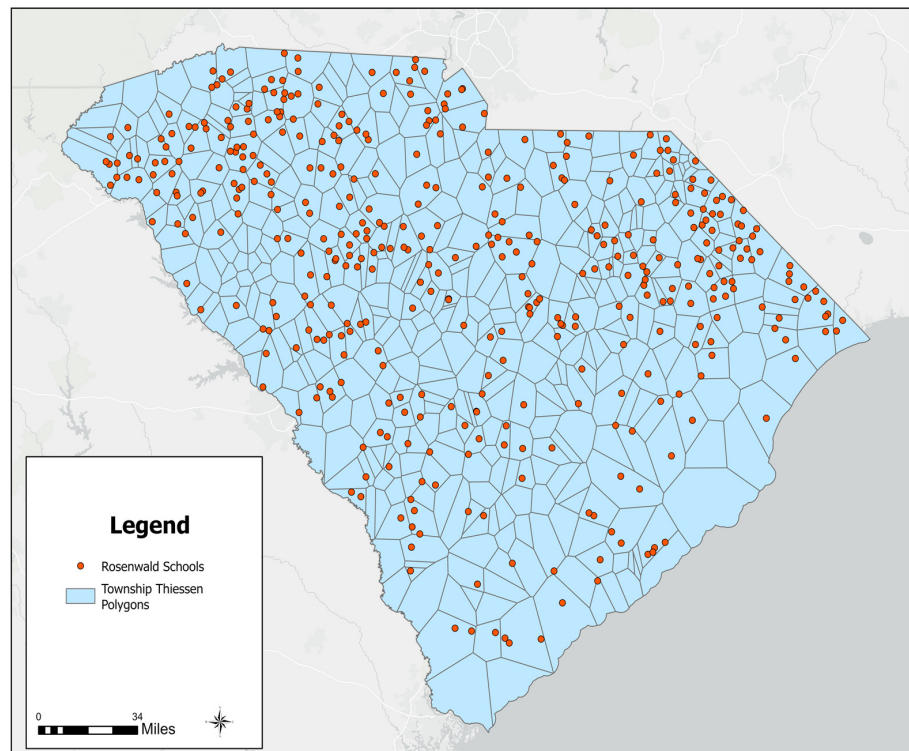 Legend
Rosenwald Schools
Township Thiessen
Polygons
0
34
Miles